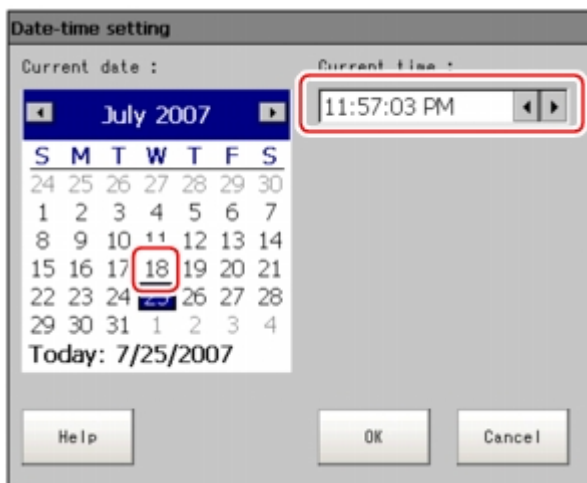 Date-time setting
Current date :
Current time :
July 2007
11:57:03 PM
S M T W T F S
24 25 26 27 28 29 30
1 2 3 4 5 6 7
8 9 10 11 12 13 14
15 16 17 18 19 20 21
22 23 24 25 26 27 28
29 30 31 1 2 3 4
Today: 7/25/2007
Help
OK
Cancel